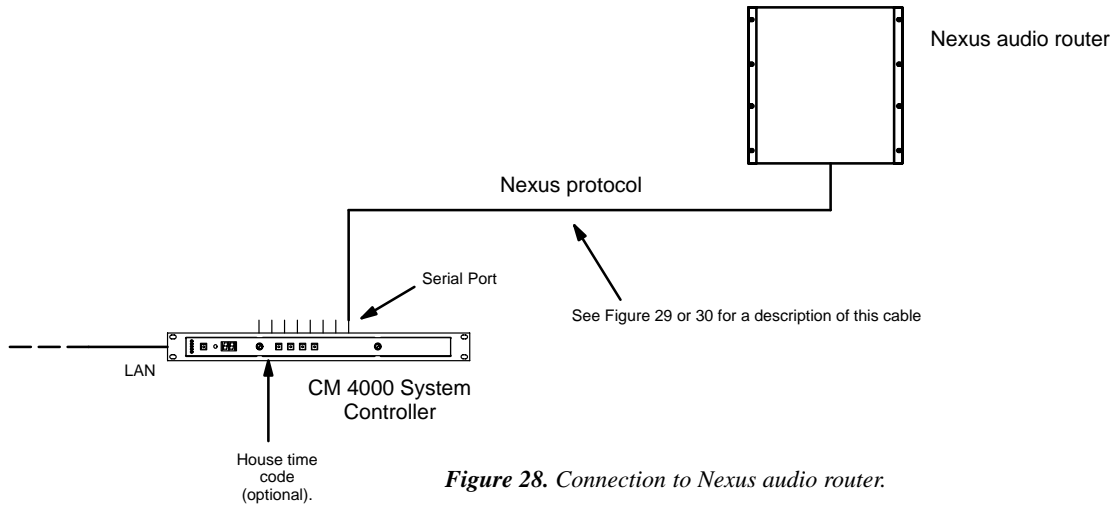 Nexus audio router
Nexus protocol
Serial Port
See Figure 29 or 30 for a description of this cable
LAN
CM 4000 System
Controller
House time
code
(optional).
Figure 28. Connection to Nexus audio router.